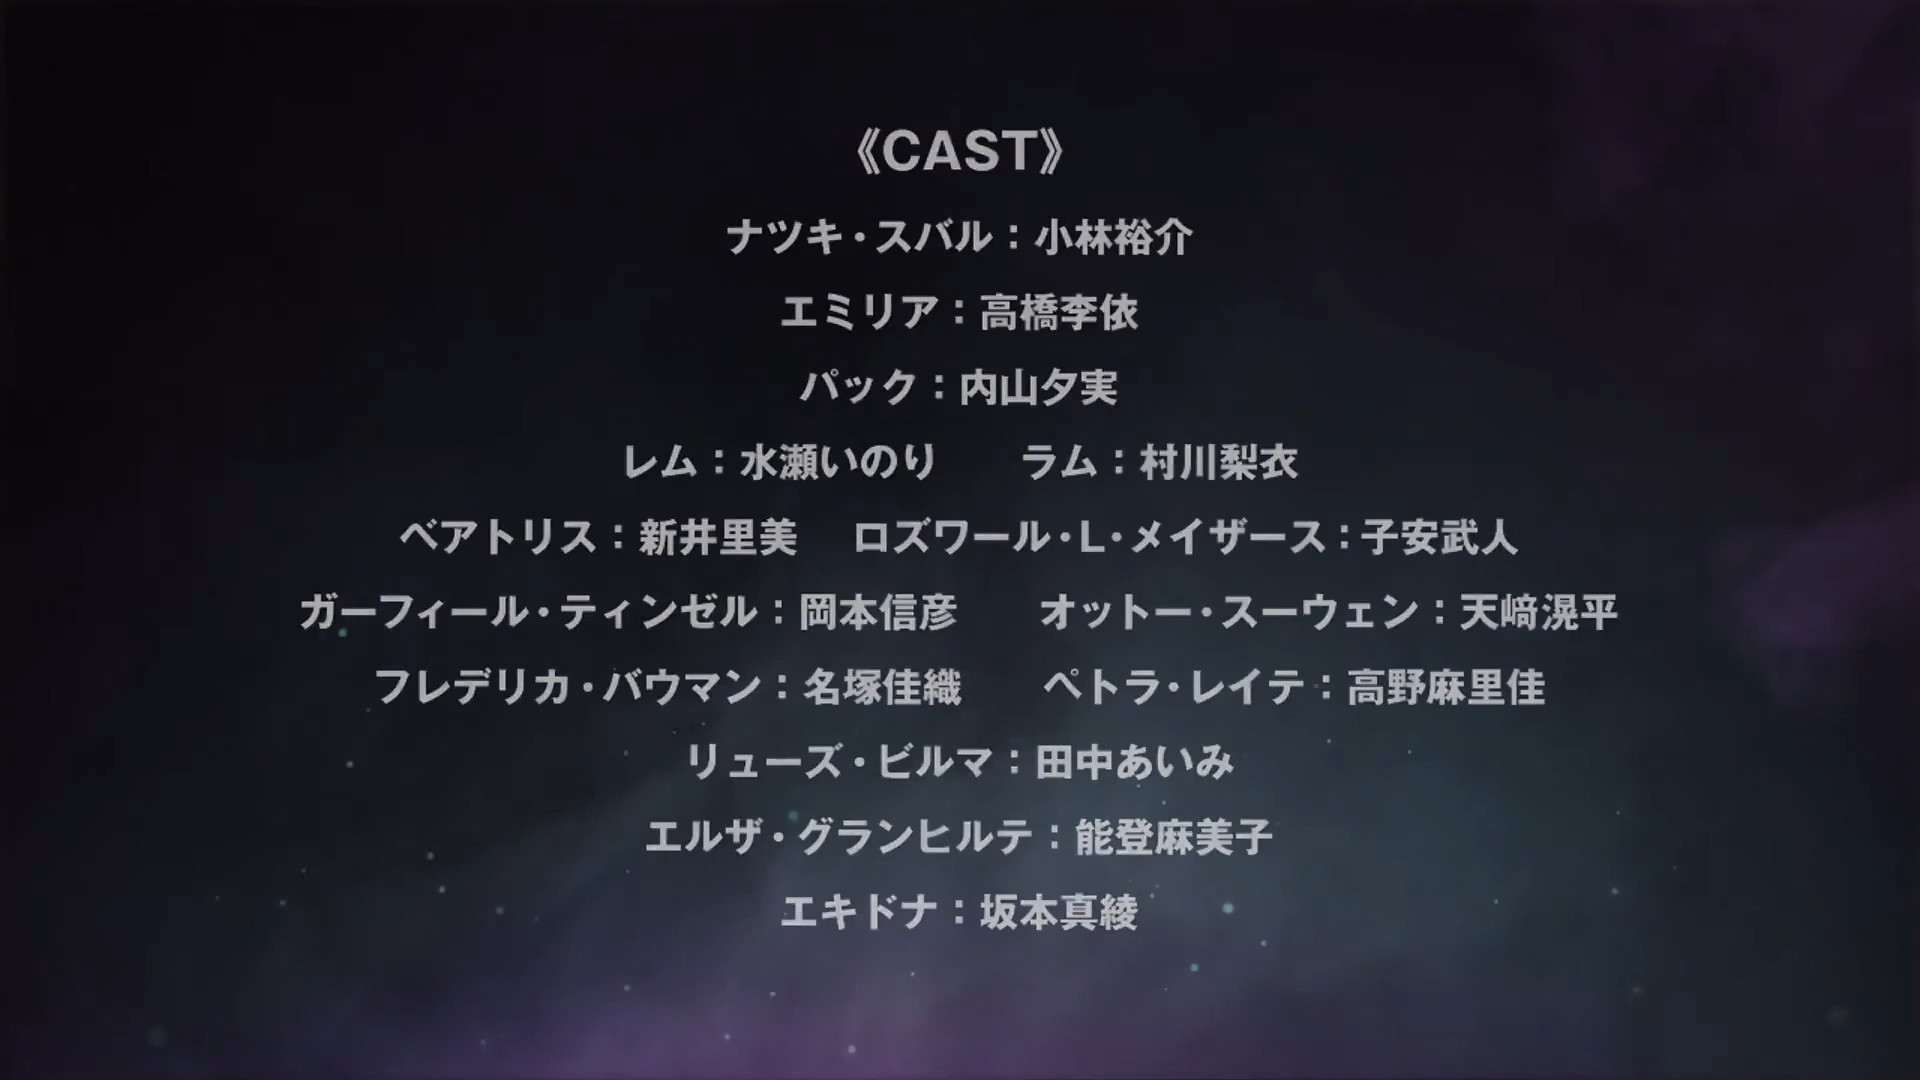 《CAST》
ナツキ・スバル：小林裕介
エミリア：高橋李依
パック：内山夕実
レム：水瀬いのり　　ラム：村川梨衣
ベアトリス：新井里美　ロズワール・L・メイザース：子安武人
ガーフィール・ティンゼル：岡本信彦　　オットー・スーウェン：天﨑滉平
フレデリカ・バウマン：名塚佳織　　ペトラ・レイテ：高野麻里佳
リューズ・ビルマ：田中あいみ
エルザ・グランヒルテ：能登麻美子
エキドナ：坂本真綾